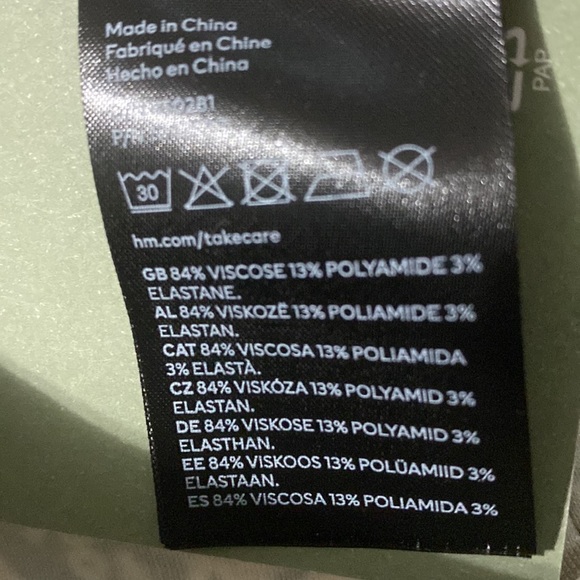 Made in China
Fabriqué en Chine
Hecho en China
30
hm.com/takecare
GB 84% VISCOSE 13% POLYAMIDE 3%
ELASTANE.
AL 84% VISKOZË 13% POLIAMIDE 3%
ELASTAN.
CAT 84% VISCOSA 13% POLIAMIDA
3% ELASTÀ.
CZ 84% VISKÓZA 13% POLYAMID 3%
ELASTAN.
DE 84% VISKOSE 13% POLYAMID 3%
ELASTHAN.
EE 84% VISKOOS 13% POLÜAMIID 3%
ELASTAAN.
ES 84% VISCOSA 13% POLIAMIDA 3%
PAP